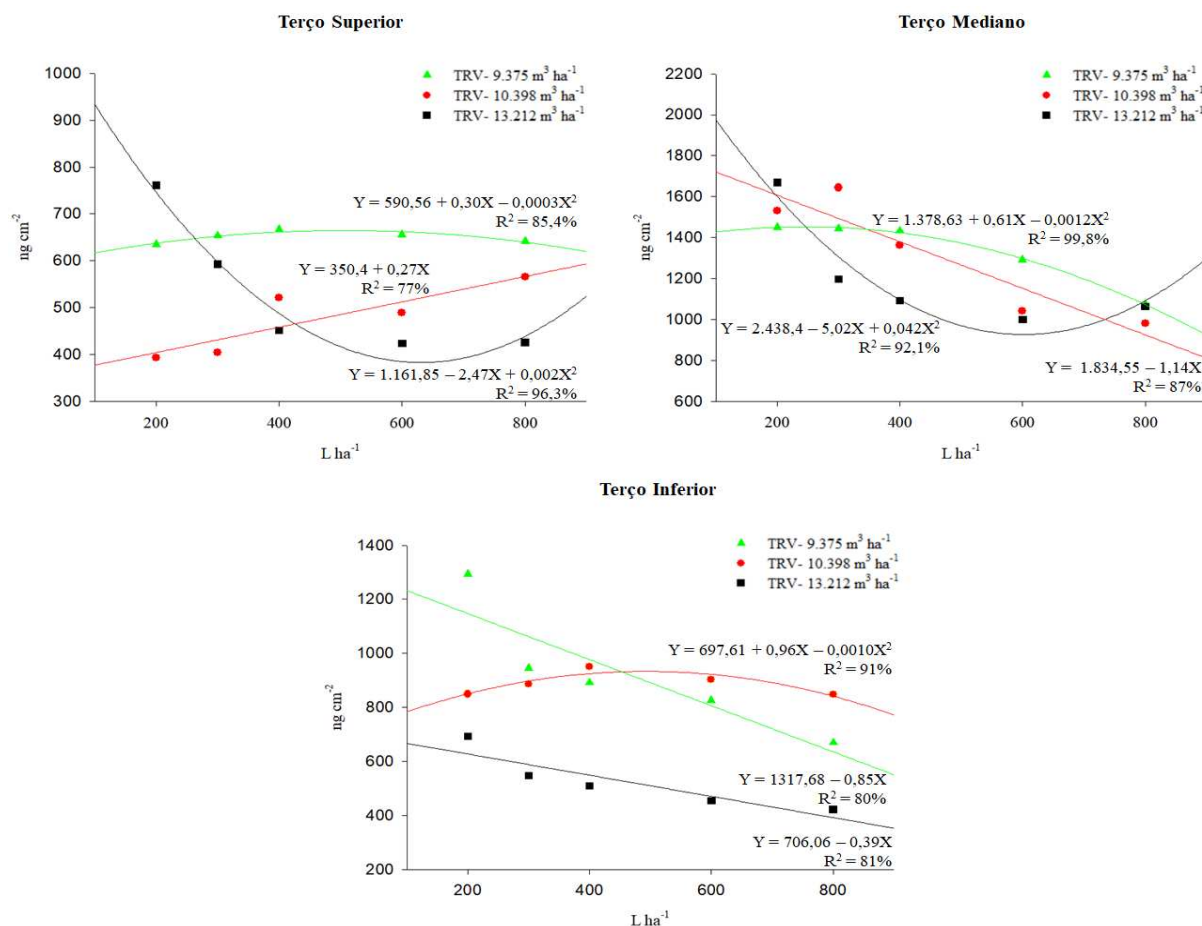 Terço Superior
1000
900
800
700
600
500
400
300
200
400
600
800
ng cm⁻²
L ha⁻¹
TRV- 9.375 m³ ha⁻¹
TRV- 10.398 m³ ha⁻¹
TRV- 13.212 m³ ha⁻¹
Y = 590,56 + 0,30X − 0,0003X²
R² 85,4%
Y = 350,4 + 0,27X
R² = 77%
Y = 1.161,85 − 2,47X + 0,002X²
R² = 96,3%
Terço Mediano
2200
2000
1800
1600
1400
1200
1000
800
600
200
400
600
800
ng cm⁻²
L ha⁻¹
TRV- 9.375 m³ ha⁻¹
TRV- 10.398 m³ ha⁻¹
TRV- 13.212 m³ ha⁻¹
Y = 1.378,63 + 0,61X − 0,0012X²
R² = 99,8%
Y = 2.438,4 − 5,02X + 0,042X²
R² = 92,1%
Y = 1.834,55 − 1,14X
R² = 87%
Terço Inferior
1400
1200
1000
800
600
400
200
200
400
600
800
ng cm⁻²
L ha⁻¹
TRV- 9.375 m³ ha⁻¹
TRV- 10.398 m³ ha⁻¹
TRV- 13.212 m³ ha⁻¹
Y = 697,61 + 0,96X − 0,0010X²
R² = 91%
Y = 1317,68 − 0,85X
R² = 80%
Y = 706,06 − 0,39X
R² = 81%